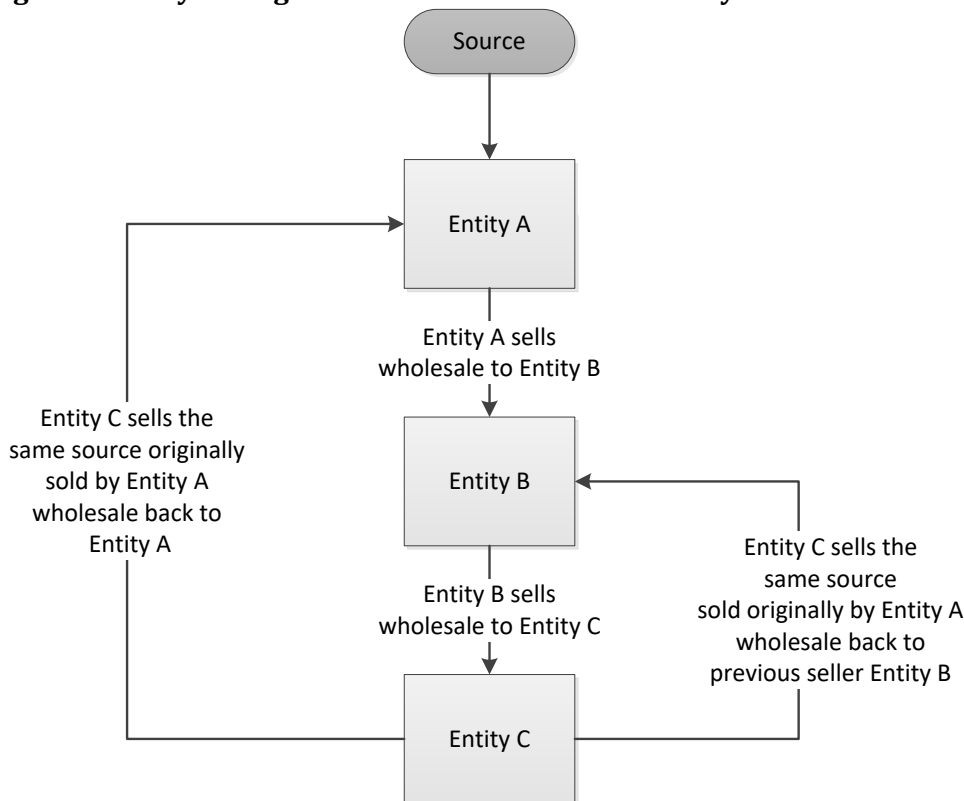 Source
Entity A
Entity A sells
wholesale to Entity B
Entity C sells the
same source originally
sold by Entity A
wholesale back to
Entity A
Entity B
Entity C sells the
same source
sold originally by Entity A
wholesale back to
previous seller Entity B
Entity B sells
wholesale to Entity C
Entity C